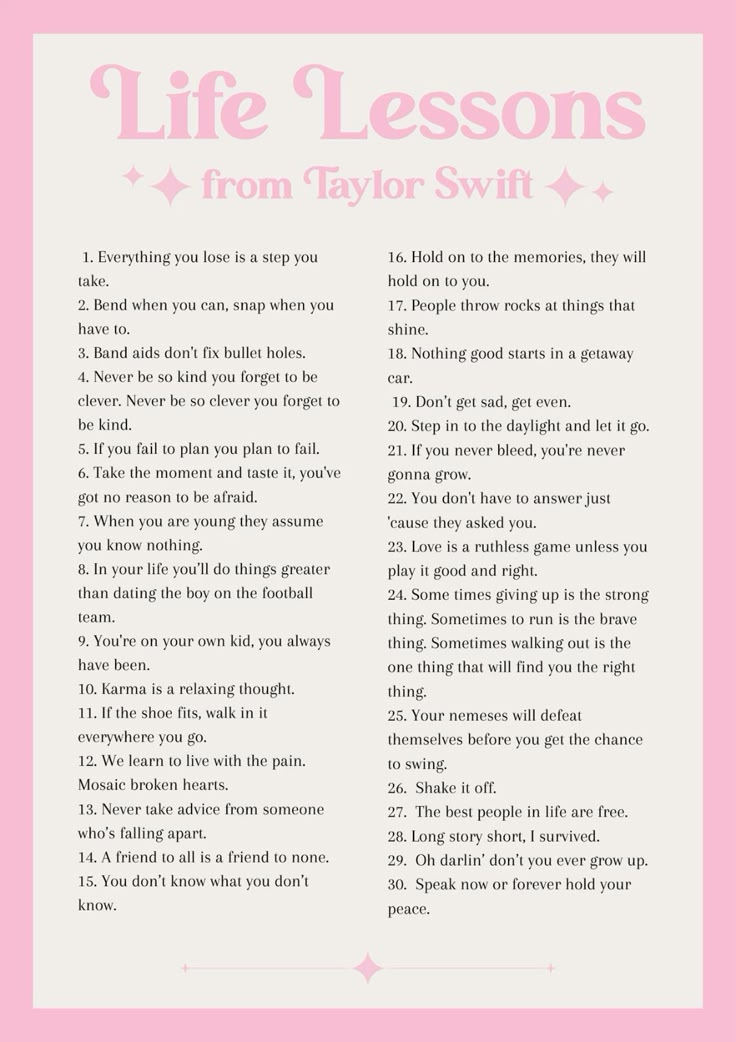 Life Lessons
from Taylor Swift
1. Everything you lose is a step you
take.
2. Bend when you can, snap when you
have to.
3. Band aids don't fix bullet holes.
4. Never be so kind you forget to be
clever. Never be so clever you forget to
be kind.
5. If you fail to plan you plan to fail.
6. Take the moment and taste it, you've
got no reason to be afraid.
7. When you are young they assume
you know nothing.
8. In your life you'll do things greater
than dating the boy on the football
team.
9. You're on your own kid, you always
have been.
10. Karma is a relaxing thought.
11. If the shoe fits, walk in it
everywhere you go.
12. We learn to live with the pain.
Mosaic broken hearts.
13. Never take advice from someone
who's falling apart.
14. A friend to all is a friend to none.
15. You don't know what you don't
know.
16. Hold on to the memories, they will
hold on to you.
17. People throw rocks at things that
shine.
18. Nothing good starts in a getaway
car.
19. Don't get sad, get even.
20. Step in to the daylight and let it go.
21. If you never bleed, you're never
gonna grow.
22. You don't have to answer just
'cause they asked you.
23. Love is a ruthless game unless you
play it good and right.
24. Some times giving up is the strong
thing. Sometimes to run is the brave
thing. Sometimes walking out is the
one thing that will find you the right
thing.
25. Your nemeses will defeat
themselves before you get the chance
to swing.
26. Shake it off.
27. The best people in life are free.
28. Long story short, I survived.
29. Oh darlin' don't you ever grow up.
30. Speak now or forever hold your
peace.